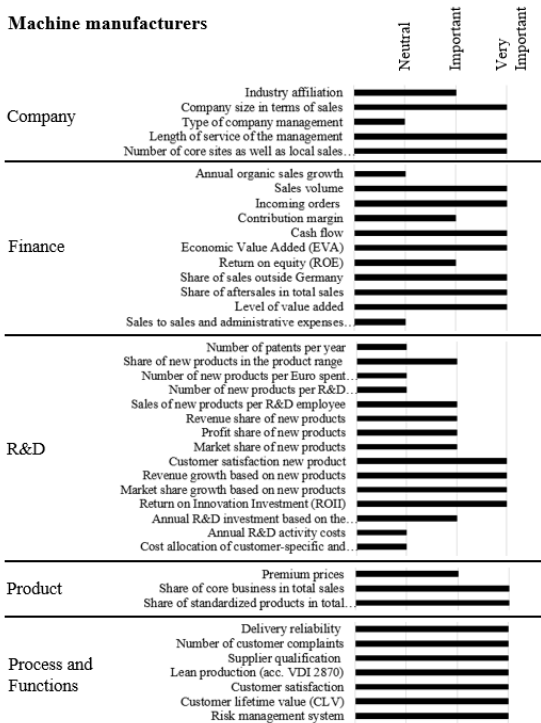 Machine manufacturers
Neutral
Important
Very
Important
Company
Industry affiliation
Company size in terms of sales
Type of company management
Length of service of the management
Number of core sites as well as local sales…
Finance
Annual organic sales growth
Sales volume
Incoming orders
Contribution margin
Cash flow
Economic Value Added (EVA)
Return on equity (ROE)
Share of sales outside Germany
Share of aftersales in total sales
Level of value added
Sales to sales and administrative expenses…
R&D
Number of patents per year
Share of new products in the product range
Number of new products per Euro spent…
Number of new products per R&D…
Sales of new products per R&D employee
Revenue share of new products
Profit share of new products
Market share of new products
Customer satisfaction new product
Revenue growth based on new products
Market share growth based on new products
Return on Innovation Investment (ROII)
Annual R&D investment based on the…
Annual R&D activity costs
Cost allocation of customer-specific and…
Product
Premium prices
Share of core business in total sales
Share of standardized products in total…
Process and
Functions
Delivery reliability
Number of customer complaints
Supplier qualification
Lean production (acc. VDI 2870)
Customer satisfaction
Customer lifetime value (CLV)
Risk management system